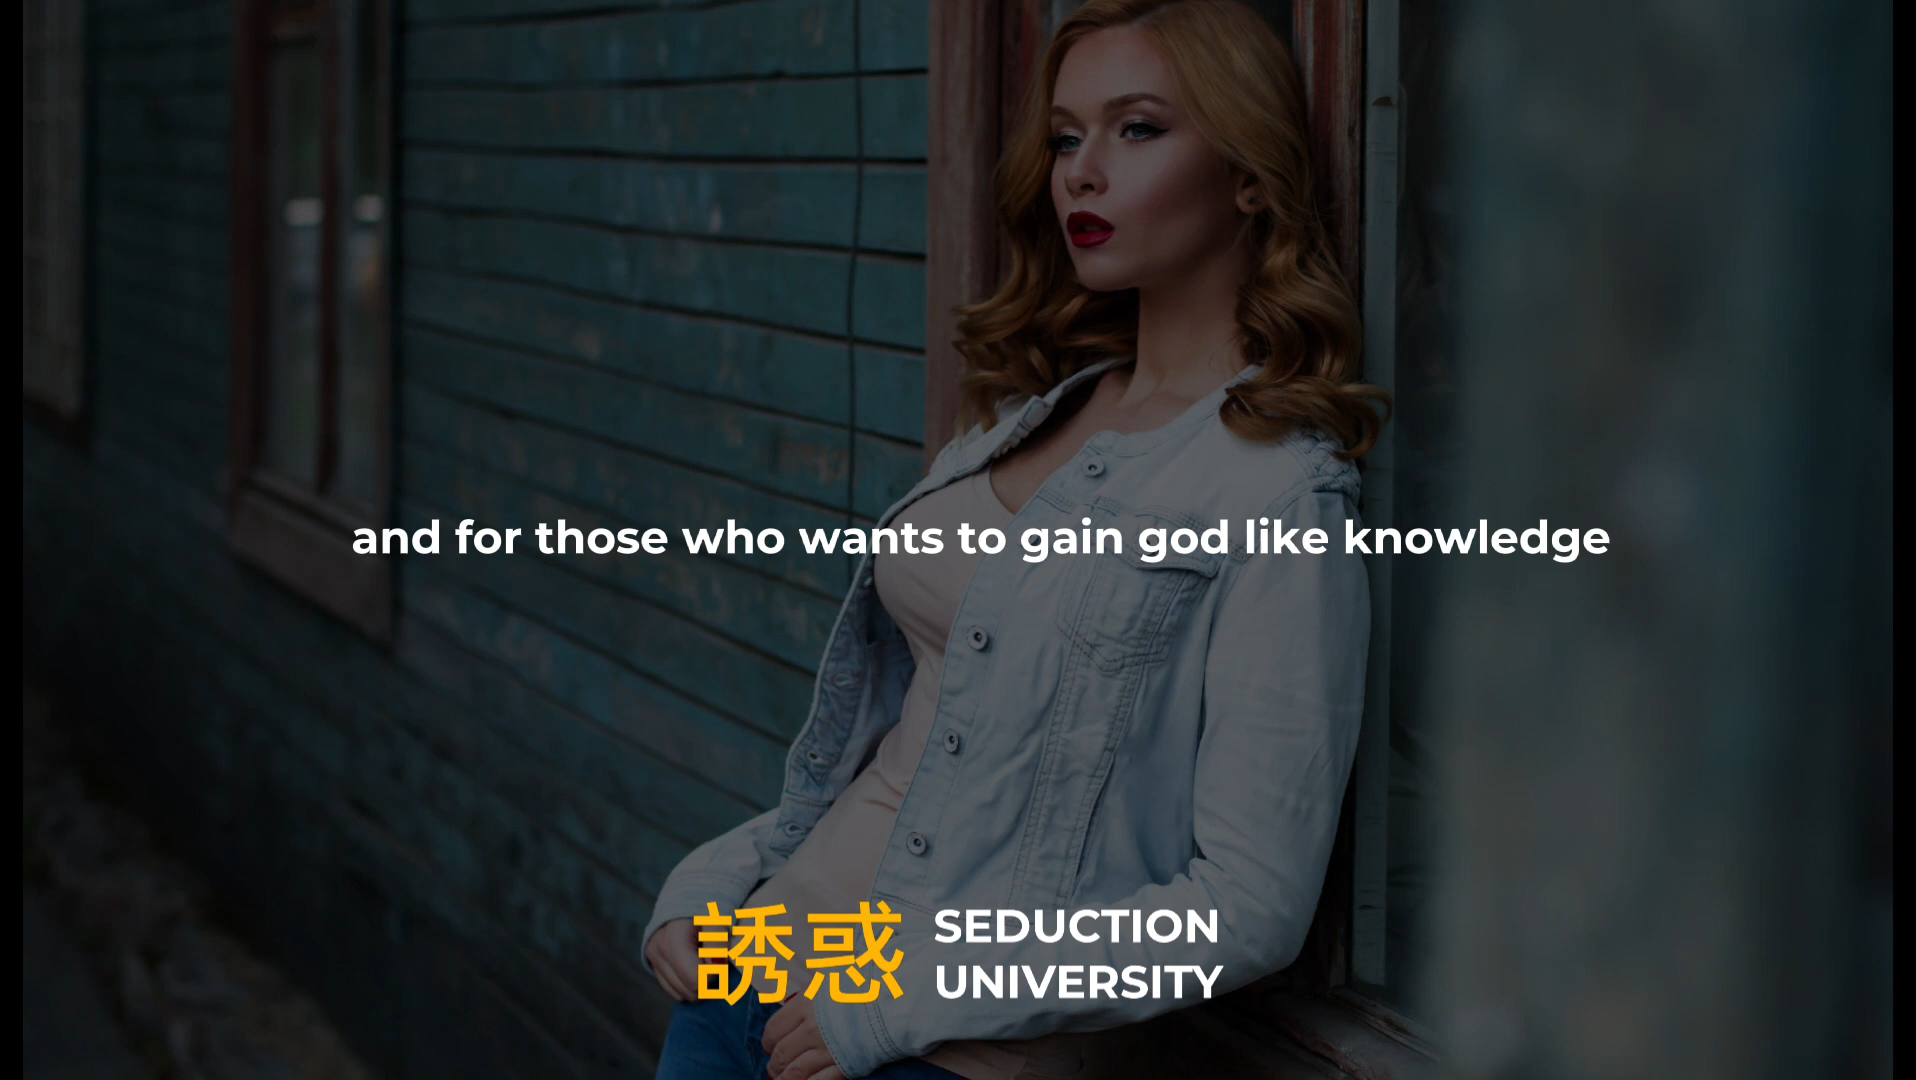 and for those who wants to gain god like knowledge
誘惑
SEDUCTION
UNIVERSITY